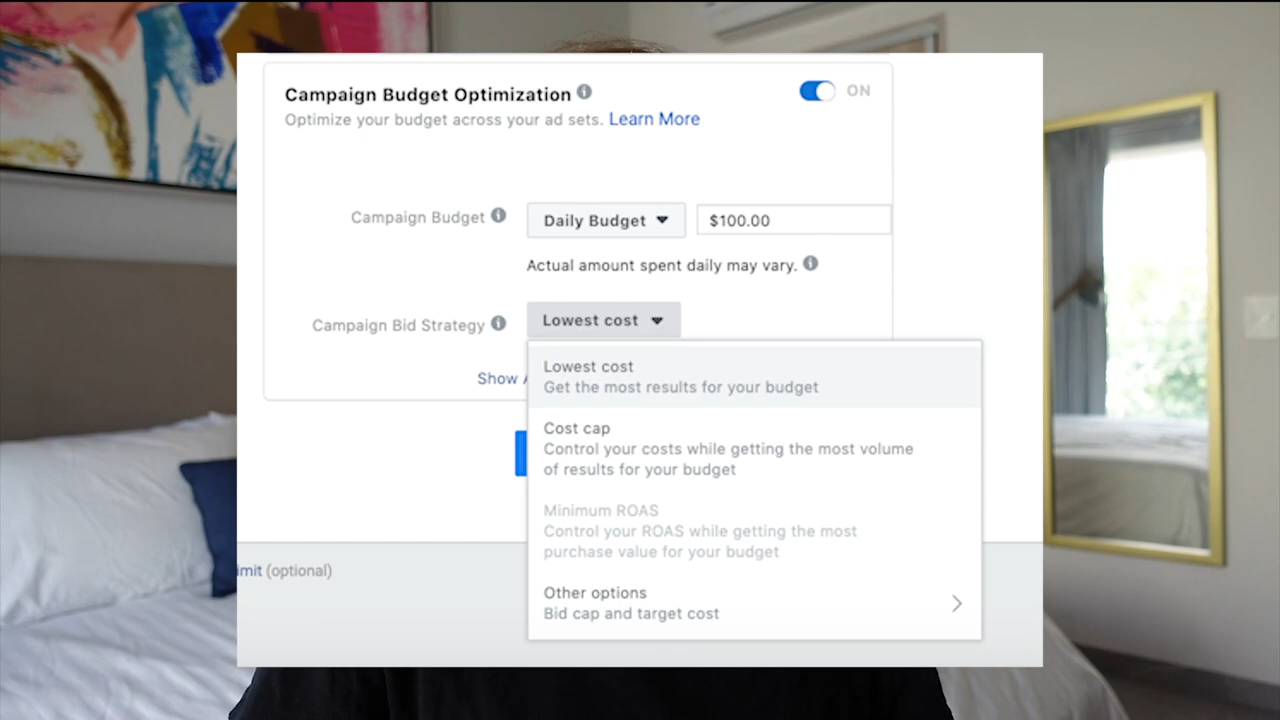 Campaign Budget Optimization
ON
Optimize your budget across your ad sets. Learn More
Campaign Budget
Daily Budget
$100.00
Actual amount spent daily may vary.
Campaign Bid Strategy
Lowest cost
Show
Lowest cost
Get the most results for your budget
Cost cap
Control your costs while getting the most volume
of results for your budget
Minimum ROAS
Control your ROAS while getting the most
purchase value for your budget
(optional)
Other options
Bid cap and target cost